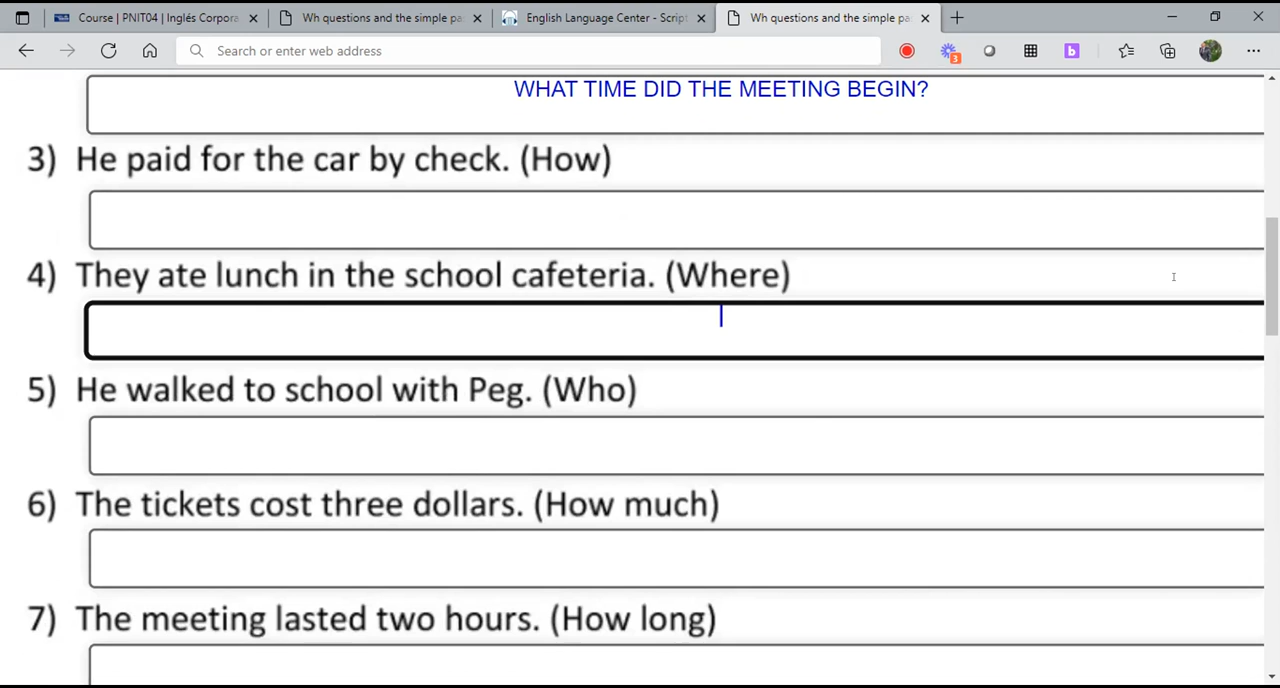 Course | PNIT04 | Inglés Corpora
Wh questions and the simple pa
English Language Center - Script
Wh questions and the simple pa
Search or enter web address
3
b
WHAT TIME DID THE MEETING BEGIN?
3) He paid for the car by check. (How)
4) They ate lunch in the school cafeteria. (Where)
5) He walked to school with Peg. (Who)
6) The tickets cost three dollars. (How much)
7) The meeting lasted two hours. (How long)